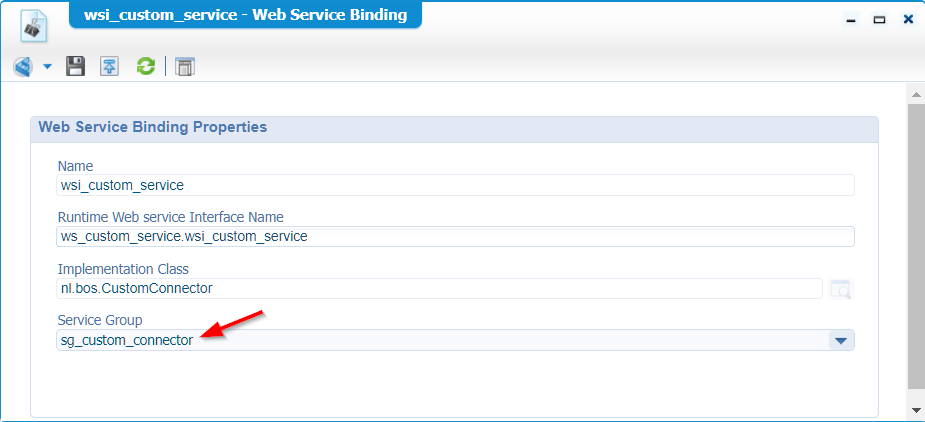 wsi_custom_service - Web Service Binding
Web Service Binding Properties
Name
wsi_custom_service
Runtime Web service Interface Name
ws_custom_service.wsi_custom_service
Implementation Class
nl.bos.CustomConnector
Service Group
sg_custom_connector